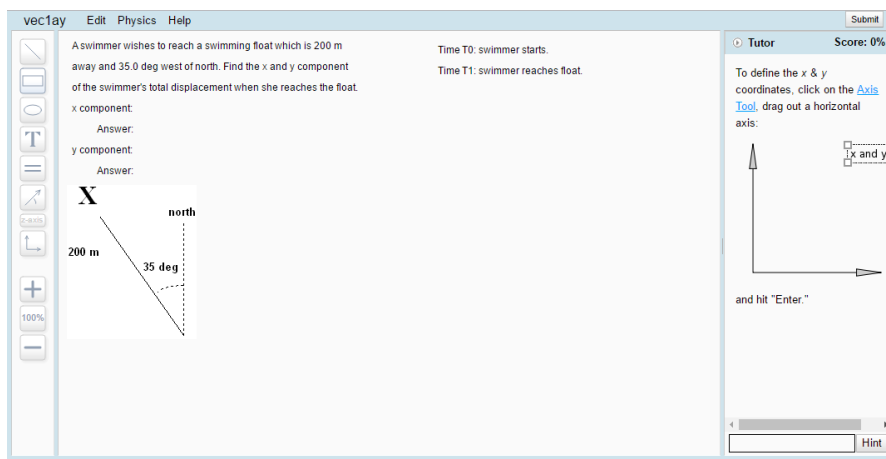 vec1ay Edit Physics Help
Submit
A swimmer wishes to reach a swimming float which is 200 m
away and 35.0 deg west of north. Find the x and y component
of the swimmer's total displacement when she reaches the float.
x component:
Answer:
y component:
Answer:
Time T0: swimmer starts.
Time T1: swimmer reaches float.
X
north
200 m
35 deg
T
z-axis
100%
Tutor Score: 0%
To define the x & y
coordinates, click on the Axis
Tool, drag out a horizontal
axis:
x and y
and hit "Enter."
Hint